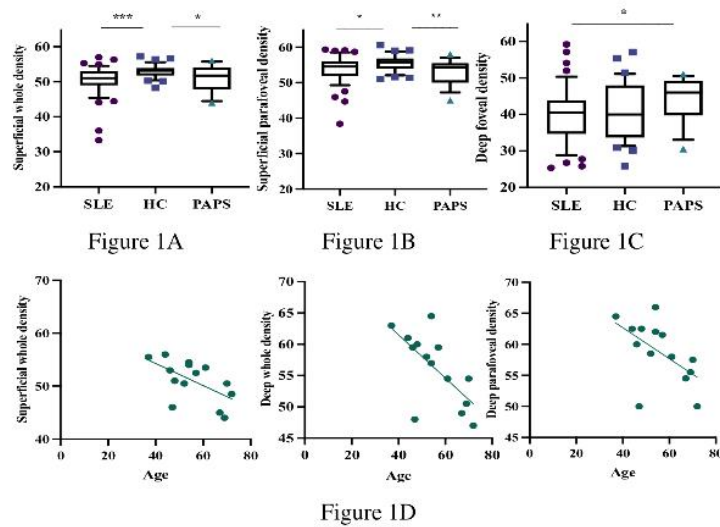 *** *
60
50
40
30
20
Superficial whole density
SLE HC PAPS
Figure 1A
* **
70
60
50
40
30
20
Superficial parafoveal density
SLE HC PAPS
Figure 1B
*
70
60
50
40
30
20
Deep foveal density
SLE HC PAPS
Figure 1C
70
60
50
40
Superficial whole density
0 20 40 60 80
Age
70
65
60
55
50
45
Deep whole density
0 20 40 60 80
Age
70
65
60
55
50
45
Deep parafoveal density
0 20 40 60 80
Age
Figure 1D